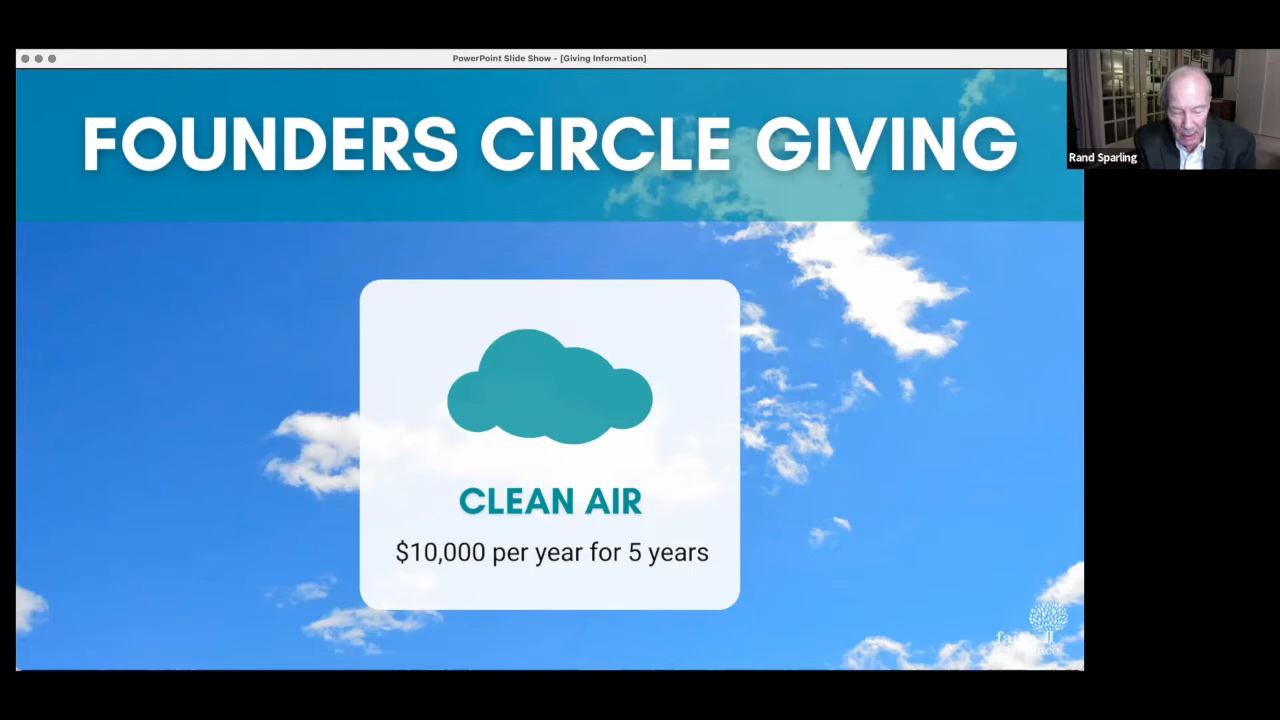 PowerPoint Slide Show - [Giving Information]
FOUNDERS CIRCLE GIVING
Rand Sparling
CLEAN AIR
$10,000 per year for 5 years